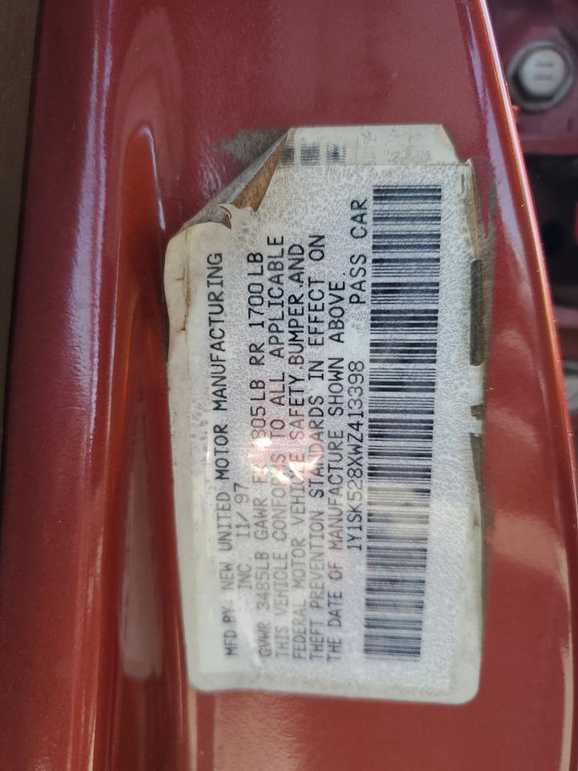 MFD BY NEW UNITED MOTOR MANUFACTURING
INC 11/97
GVWR 3485LB GAWR 805LB RR 1700LB
THIS VEHICLE CONFORMS TO ALL APPLICABLE
FEDERAL MOTOR VEHICLE SAFETY, BUMPER, AND
THEFT PREVENTION STANDARDS IN EFFECT ON
THE DATE OF MANUFACTURE SHOWN ABOVE.
1Y1SK528XWZ413398 PASS CAR